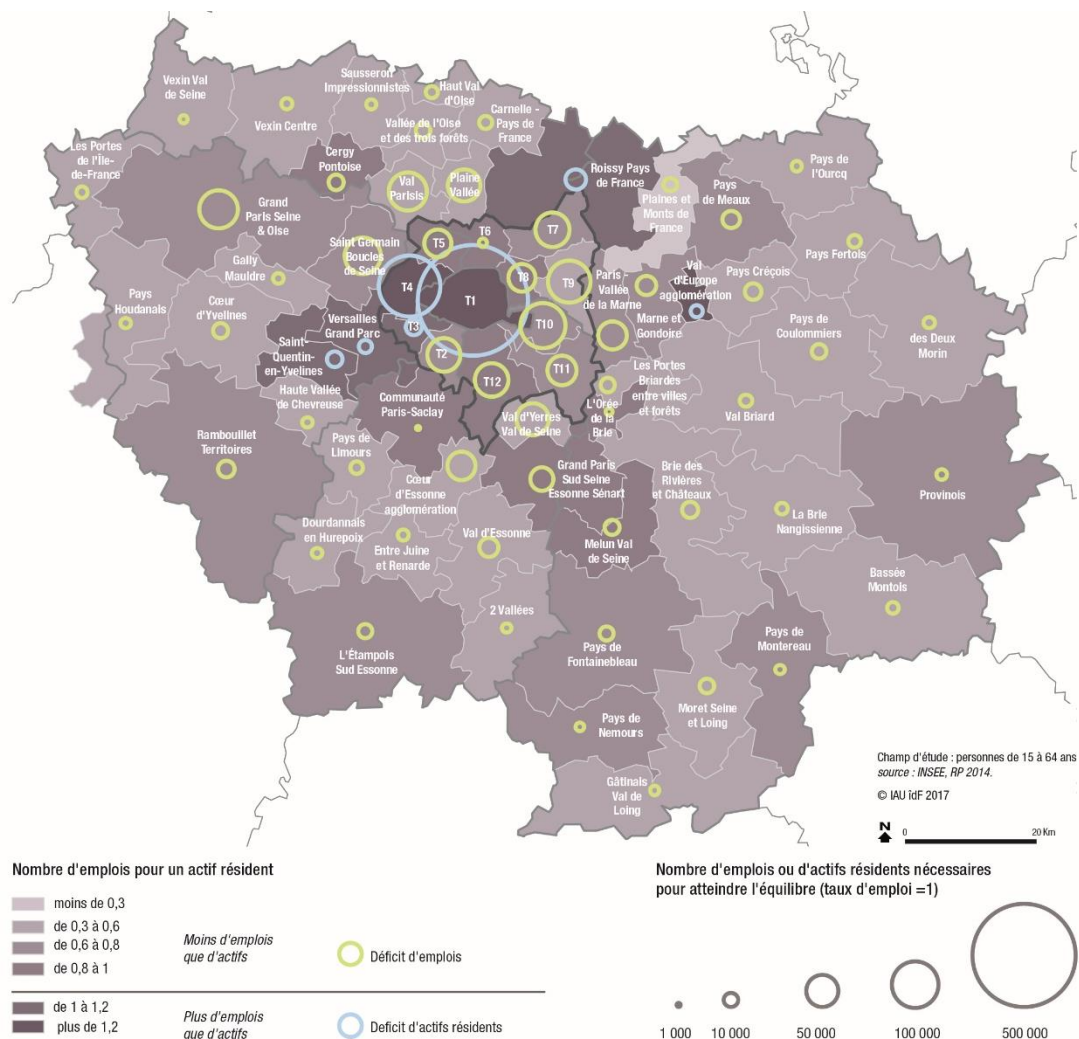 Vexin Val
de Seine
Vexin Centre
Sausseron
Impressionnistes
Haut Val
d'Oise
Vallée de l'Oise
et des trois forêts
Carnelle -
Pays de
France
Les Portes
de l'Île-
de-France
Cergy
Pontoise
Val
Parisis
Plaine
Vallée
Roissy Pays
de France
Plaines et
Monts de
France
Pays
de Meaux
Pays de
l'Ourcq
Grand
Paris Seine
& Oise
Saint Germain
Boucles
de Seine
T5
T6
T7
Gally
Mauldre
T4
T1
T8
T9
Paris -
Vallée
de la Marne
Marne et
Gondoire
Val
d'Europe
agglomération
Pays Créçois
Pays Fertois
Pays
Houdanais
Cœur
d'Yvelines
Versailles
Grand Parc
T3
T10
Saint-
Quentin-
en-Yvelines
T2
T12
T11
Pays de
Coulommiers
des Deux
Morin
Haute Vallée
de Chevreuse
Communauté
Paris-Saclay
Val d'Yerres
Val de Seine
L'Orée
de la
Brie
Les Portes
Briardes
entre villes
et forêts
Val Briard
Rambouillet
Territoires
Pays de
Limours
Cœur
d'Essonne
agglomération
Grand Paris
Sud Seine
Essonne Sénart
Brie des
Rivières
et Châteaux
Provinois
Dourdannais
en Hurepoix
Entre Juine
et Renarde
Val d'Essonne
Melun Val
de Seine
La Brie
Nangissienne
Bassée
Montois
2 Vallées
L'Étampois
Sud Essonne
Pays de
Fontainebleau
Pays de
Montereau
Moret Seine
et Loing
Pays de
Nemours
Gâtinais
Val de
Loing
Champ d'étude : personnes de 15 à 64 ans
source : INSEE, RP 2014.
© IAU îdF 2017
N
0 20 Km
Nombre d'emplois pour un actif résident
moins de 0,3
de 0,3 à 0,6
de 0,6 à 0,8
de 0,8 à 1
Moins d'emplois
que d'actifs
Déficit d'emplois
de 1 à 1,2
plus de 1,2
Plus d'emplois
que d'actifs
Deficit d'actifs résidents
Nombre d'emplois ou d'actifs résidents nécessaires
pour atteindre l'équilibre (taux d'emploi =1)
1 000 10 000 50 000 100 000 500 000